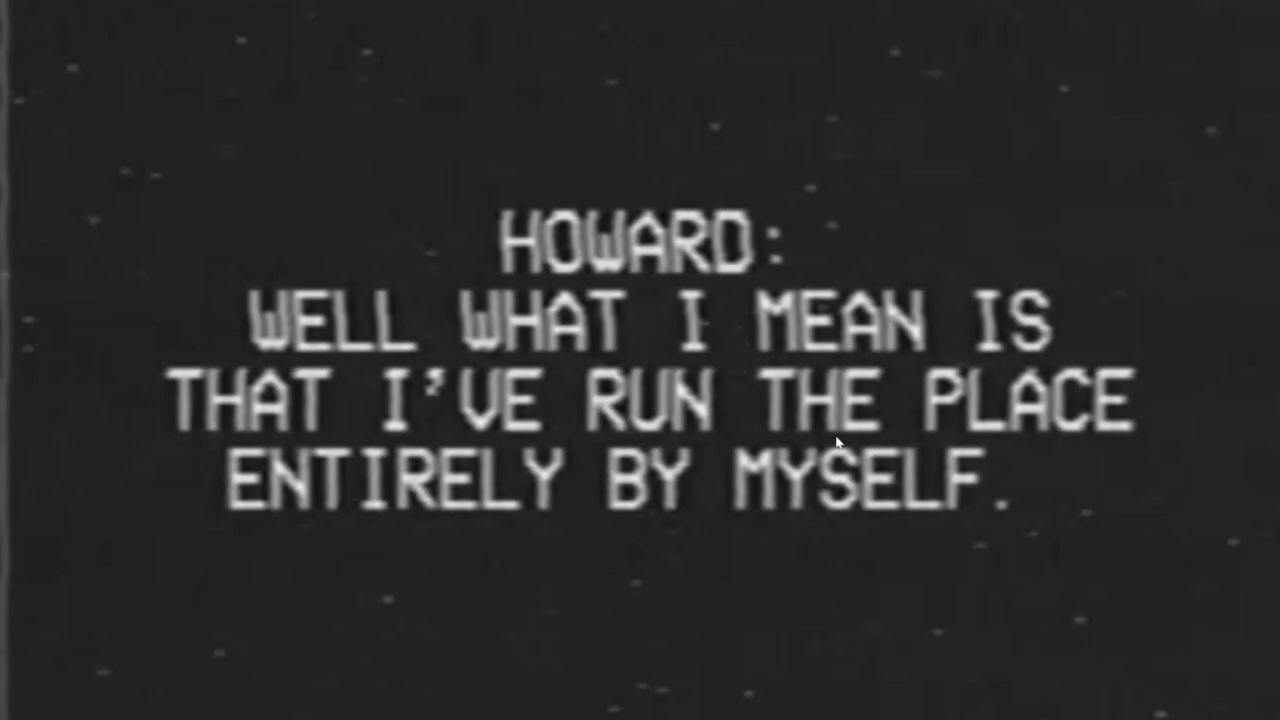 HOWARD:
WELL WHAT I MEAN IS
THAT I'VE RUN THE PLACE
ENTIRELY BY MYSELF.